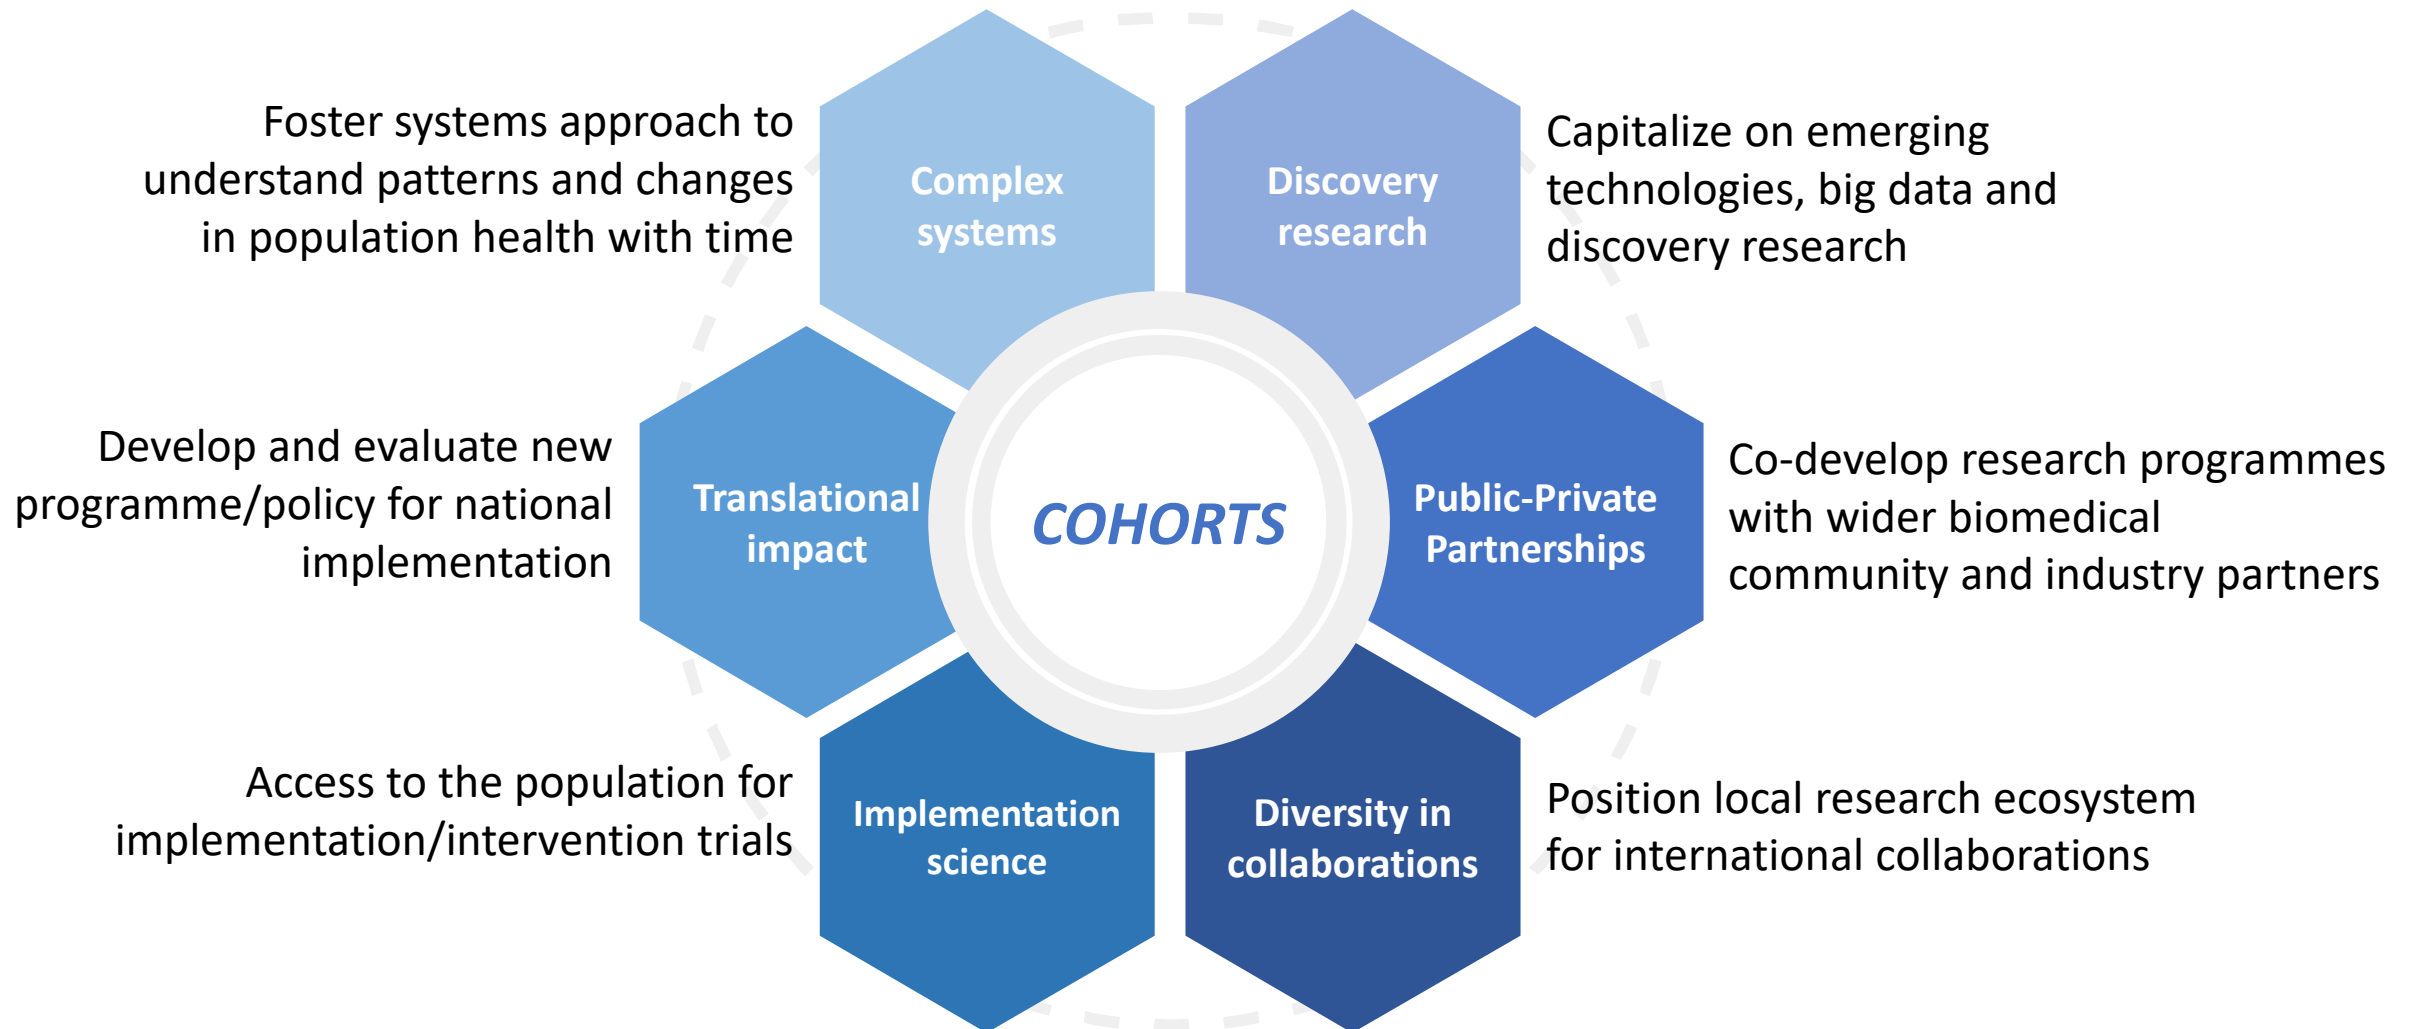 Foster systems approach to
understand patterns and changes
in population health with time
Complex
systems
Discovery
research
Capitalize on emerging
technologies, big data and
discovery research
Develop and evaluate new
programme/policy for national
implementation
Translational
impact
COHORTS
Public-Private
Partnerships
Co-develop research programmes
with wider biomedical
community and industry partners
Access to the population for
implementation/intervention trials
Implementation
science
Diversity in
collaborations
Position local research ecosystem
for international collaborations